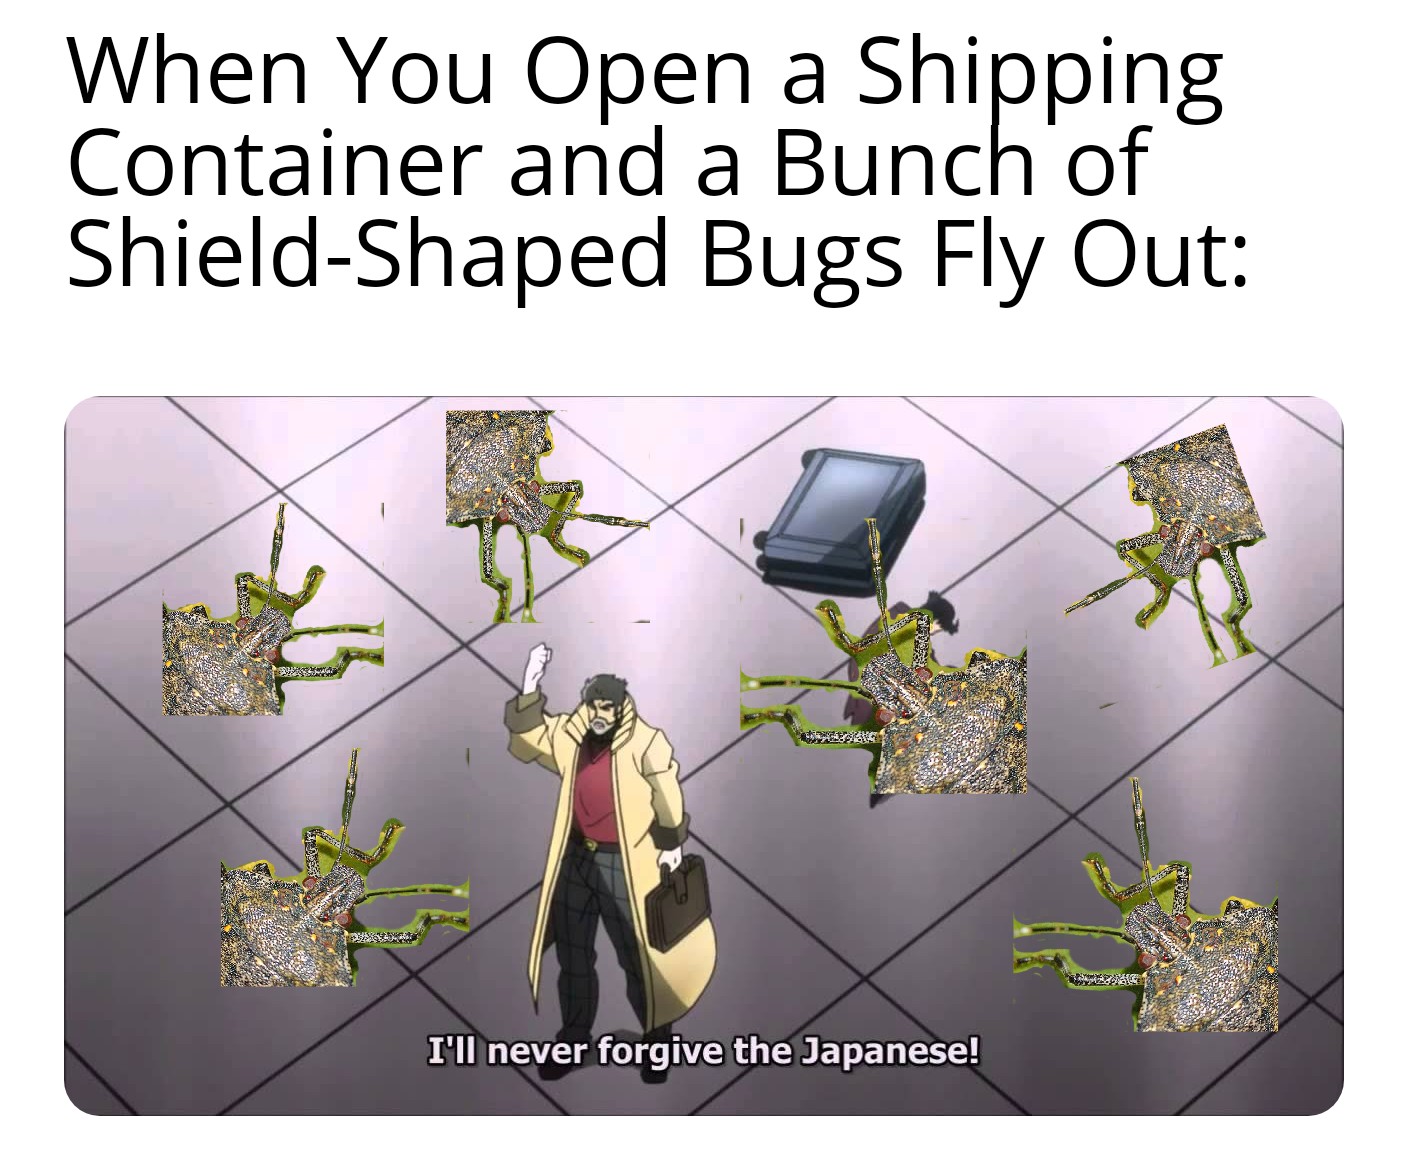 When You Open a Shipping
Container and a Bunch of
Shield-Shaped Bugs Fly Out:
I'll never forgive the Japanese!